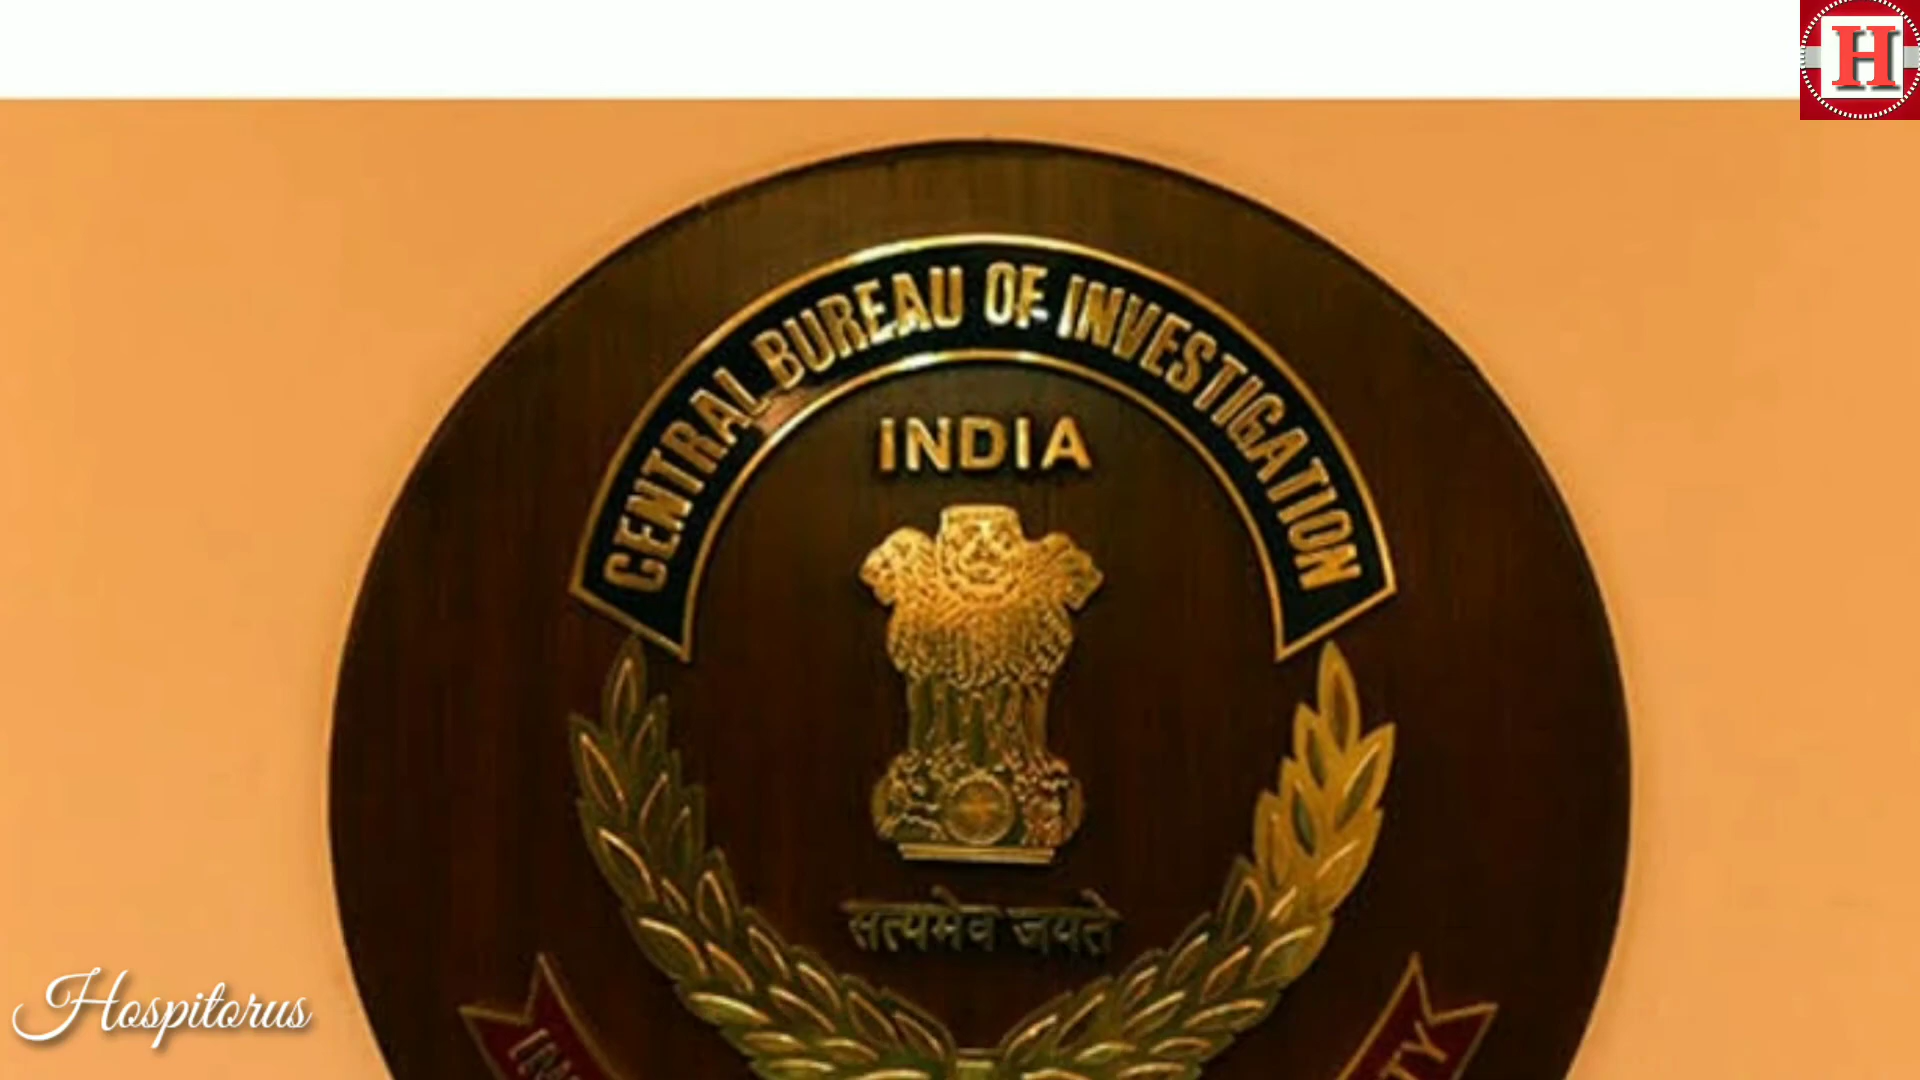 H
CENTRAL BUREAU OF INVESTIGATION
INDIA
सत्यमेव जयते
Hospitorus